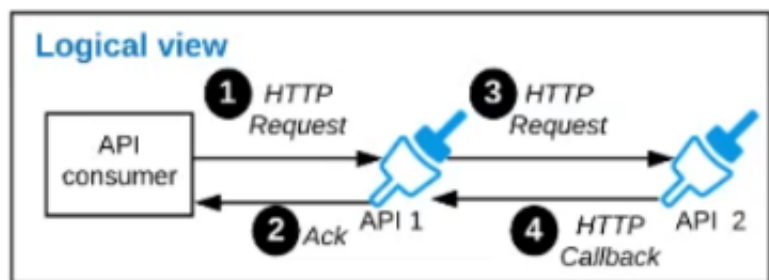 Logical view
1 HTTP
Request
3 HTTP
Request
API
consumer
2 Ack
API 1
4 HTTP
Callback
API 2